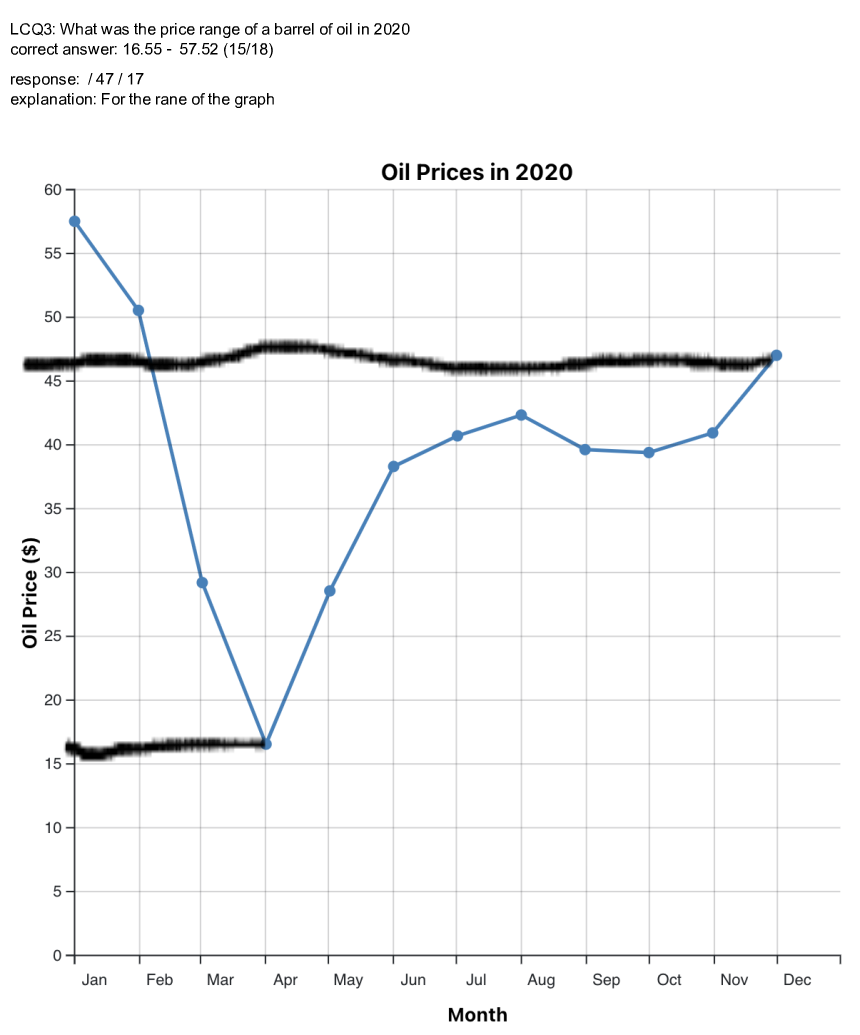 LCQ3: What was the price range of a barrel of oil in 2020
correct answer: 16.55 - 57.52 (15/18)
response: / 47 / 17
explanation: For the rane of the graph
Oil Prices in 2020
60
55
50
45
40
35
30
25
20
15
10
5
0
Oil Price ($)
Jan Feb Mar Apr May Jun Jul Aug Sep Oct Nov Dec
Month